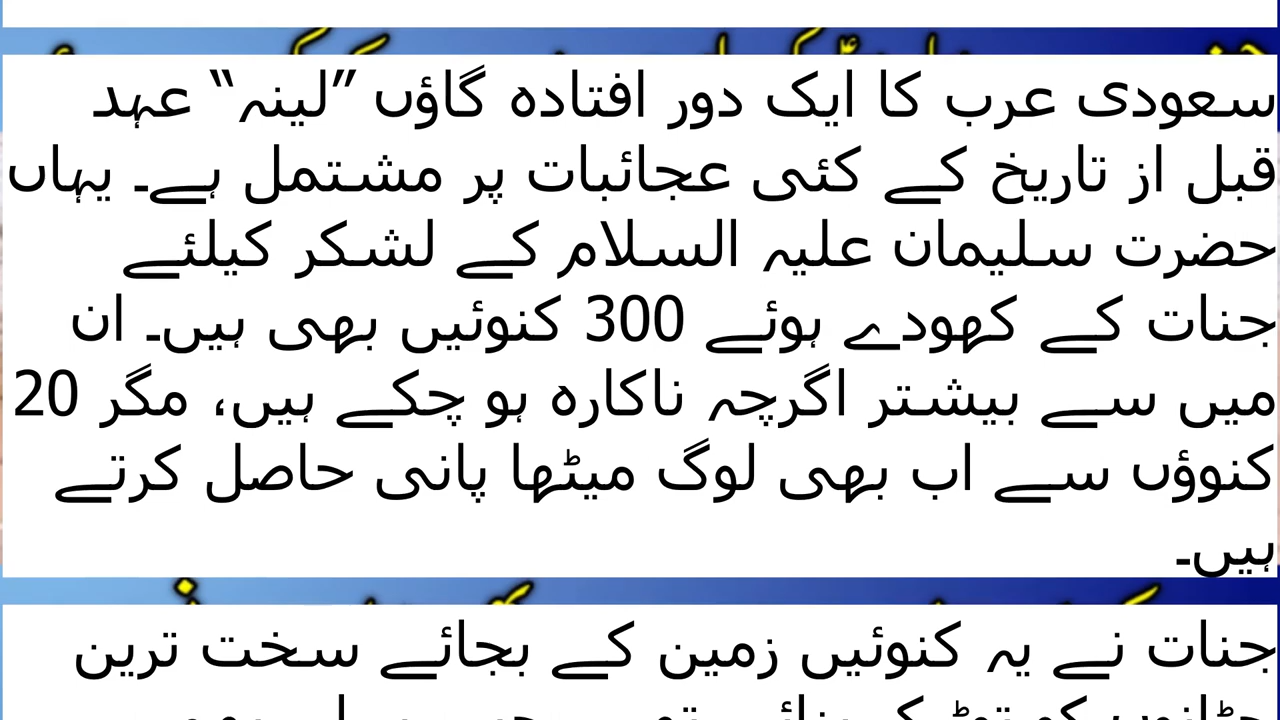 سعودی عرب کا ایک دور افتادہ گاؤں ”لینہ“ عہد
قبل از تاریخ کے کئی عجائبات پر مشتمل ہے۔ یہاں
حضرت سلیمان علیہ السلام کے لشکر کیلئے
جنات کے کھودے ہوئے 300 کنوئیں بھی ہیں۔ ان
میں سے بیشتر اگرچہ ناکارہ ہو چکے ہیں، مگر 20
کنوؤں سے اب بھی لوگ میٹھا پانی حاصل کرتے
ہیں۔
جنات نے یہ کنوئیں زمین کے بجائے سخت ترین